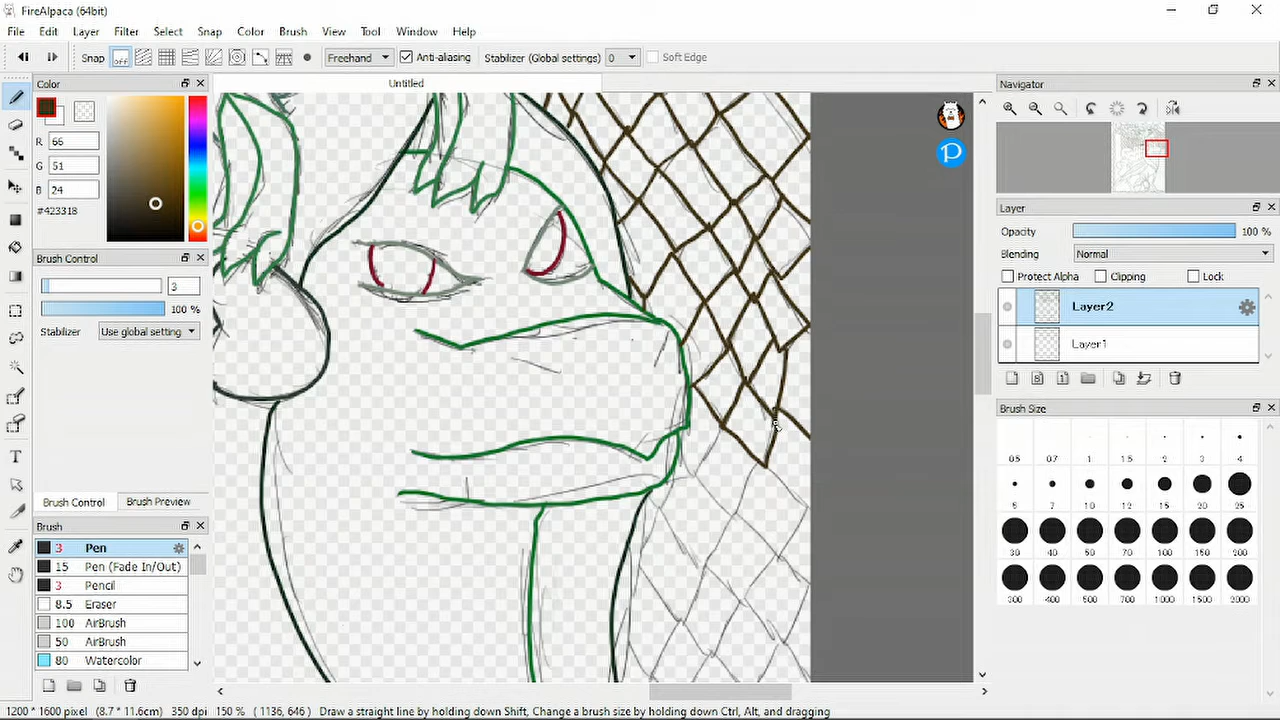 FireAlpaca (64bit)
File Edit Layer Filter Select Snap Color Brush View Tool Window Help
Snap off Freehand Anti-aliasing Stabilizer (Global settings) 0 Soft Edge
Color
Untitled
Navigator
R 66
G 51
B 24
#423318
Layer
Opacity 100 %
Blending Normal
Protect Alpha Clipping Lock
Layer2
Layer1
Brush Control
3
100 %
Stabilizer Use global setting
Brush Size
0.5 0.7 1 1.5 2 3 4
5 7 10 12 15 20 25
30 40 50 70 100 150 200
300 400 500 700 1000 1500 2000
Brush Control Brush Preview
Brush
3 Pen
15 Pen (Fade In/Out)
3 Pencil
8.5 Eraser
100 AirBrush
50 AirBrush
80 Watercolor
1200 * 1600 pixel (8.7 * 11.6cm) 350 dpi 150 % ( 1136, 646 ) Draw a straight line by holding down Shift, Change a brush size by holding down Ctrl, Alt, and dragging